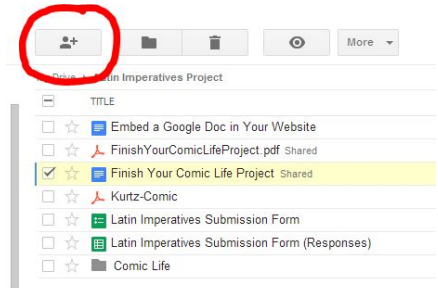 More
Drive Latin Imperatives Project
TITLE
Embed a Google Doc in Your Website
FinishYourComicLifeProject.pdf Shared
Finish Your Comic Life Project Shared
Kurtz-Comic
Latin Imperatives Submission Form
Latin Imperatives Submission Form (Responses)
Comic Life